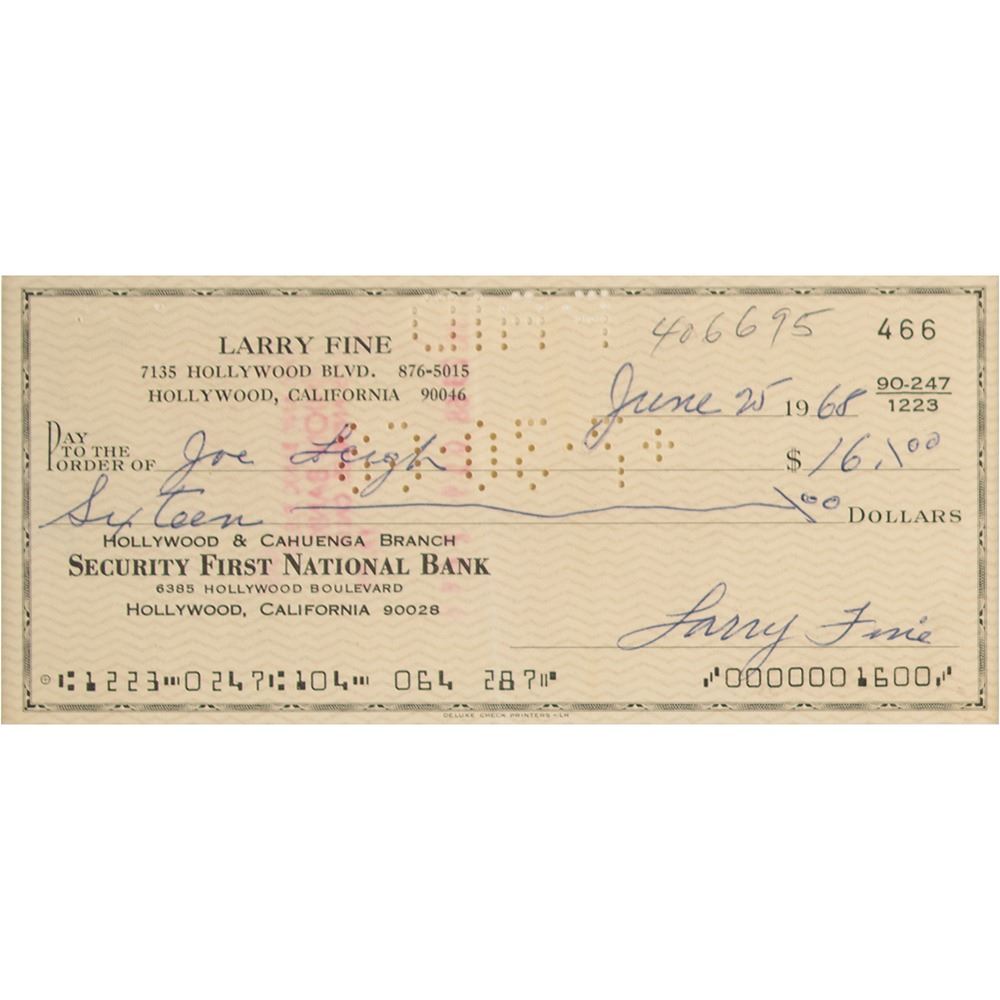 406695 466
LARRY FINE
7135 HOLLYWOOD BLVD. 876-5015
HOLLYWOOD, CALIFORNIA 90046
June 25 1968 90-247
1223
PAY TO THE ORDER OF Joe Leigh $ 16.00
Sixteen 00 DOLLARS
HOLLYWOOD & CAHUENGA BRANCH
SECURITY FIRST NATIONAL BANK
6385 HOLLYWOOD BOULEVARD
HOLLYWOOD, CALIFORNIA 90028
Larry Fine
⑆1223⑉0247⑆104⑉ 064 287⑈ ⑇0000001600⑇
DELUXE CHECK PRINTERS - LH